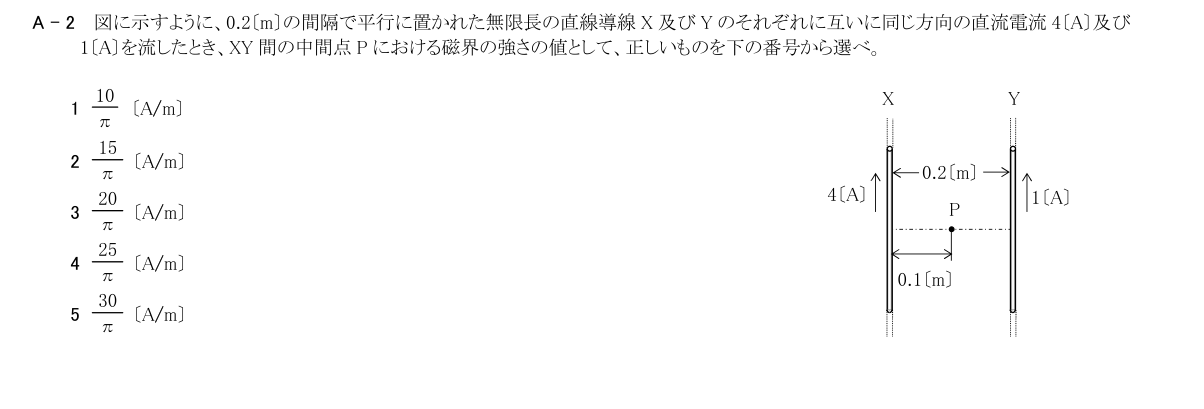 A－2 図に示すように、0.2〔m〕の間隔で平行に置かれた無限長の直線導線 X 及び Y のそれぞれに互いに同じ方向の直流電流 4〔A〕及び
1〔A〕を流したとき、XY 間の中間点 P における磁界の強さの値として、正しいものを下の番号から選べ。
1 10/π 〔A/m〕
2 15/π 〔A/m〕
3 20/π 〔A/m〕
4 25/π 〔A/m〕
5 30/π 〔A/m〕
X Y
0.2〔m〕
4〔A〕 1〔A〕
P
0.1〔m〕